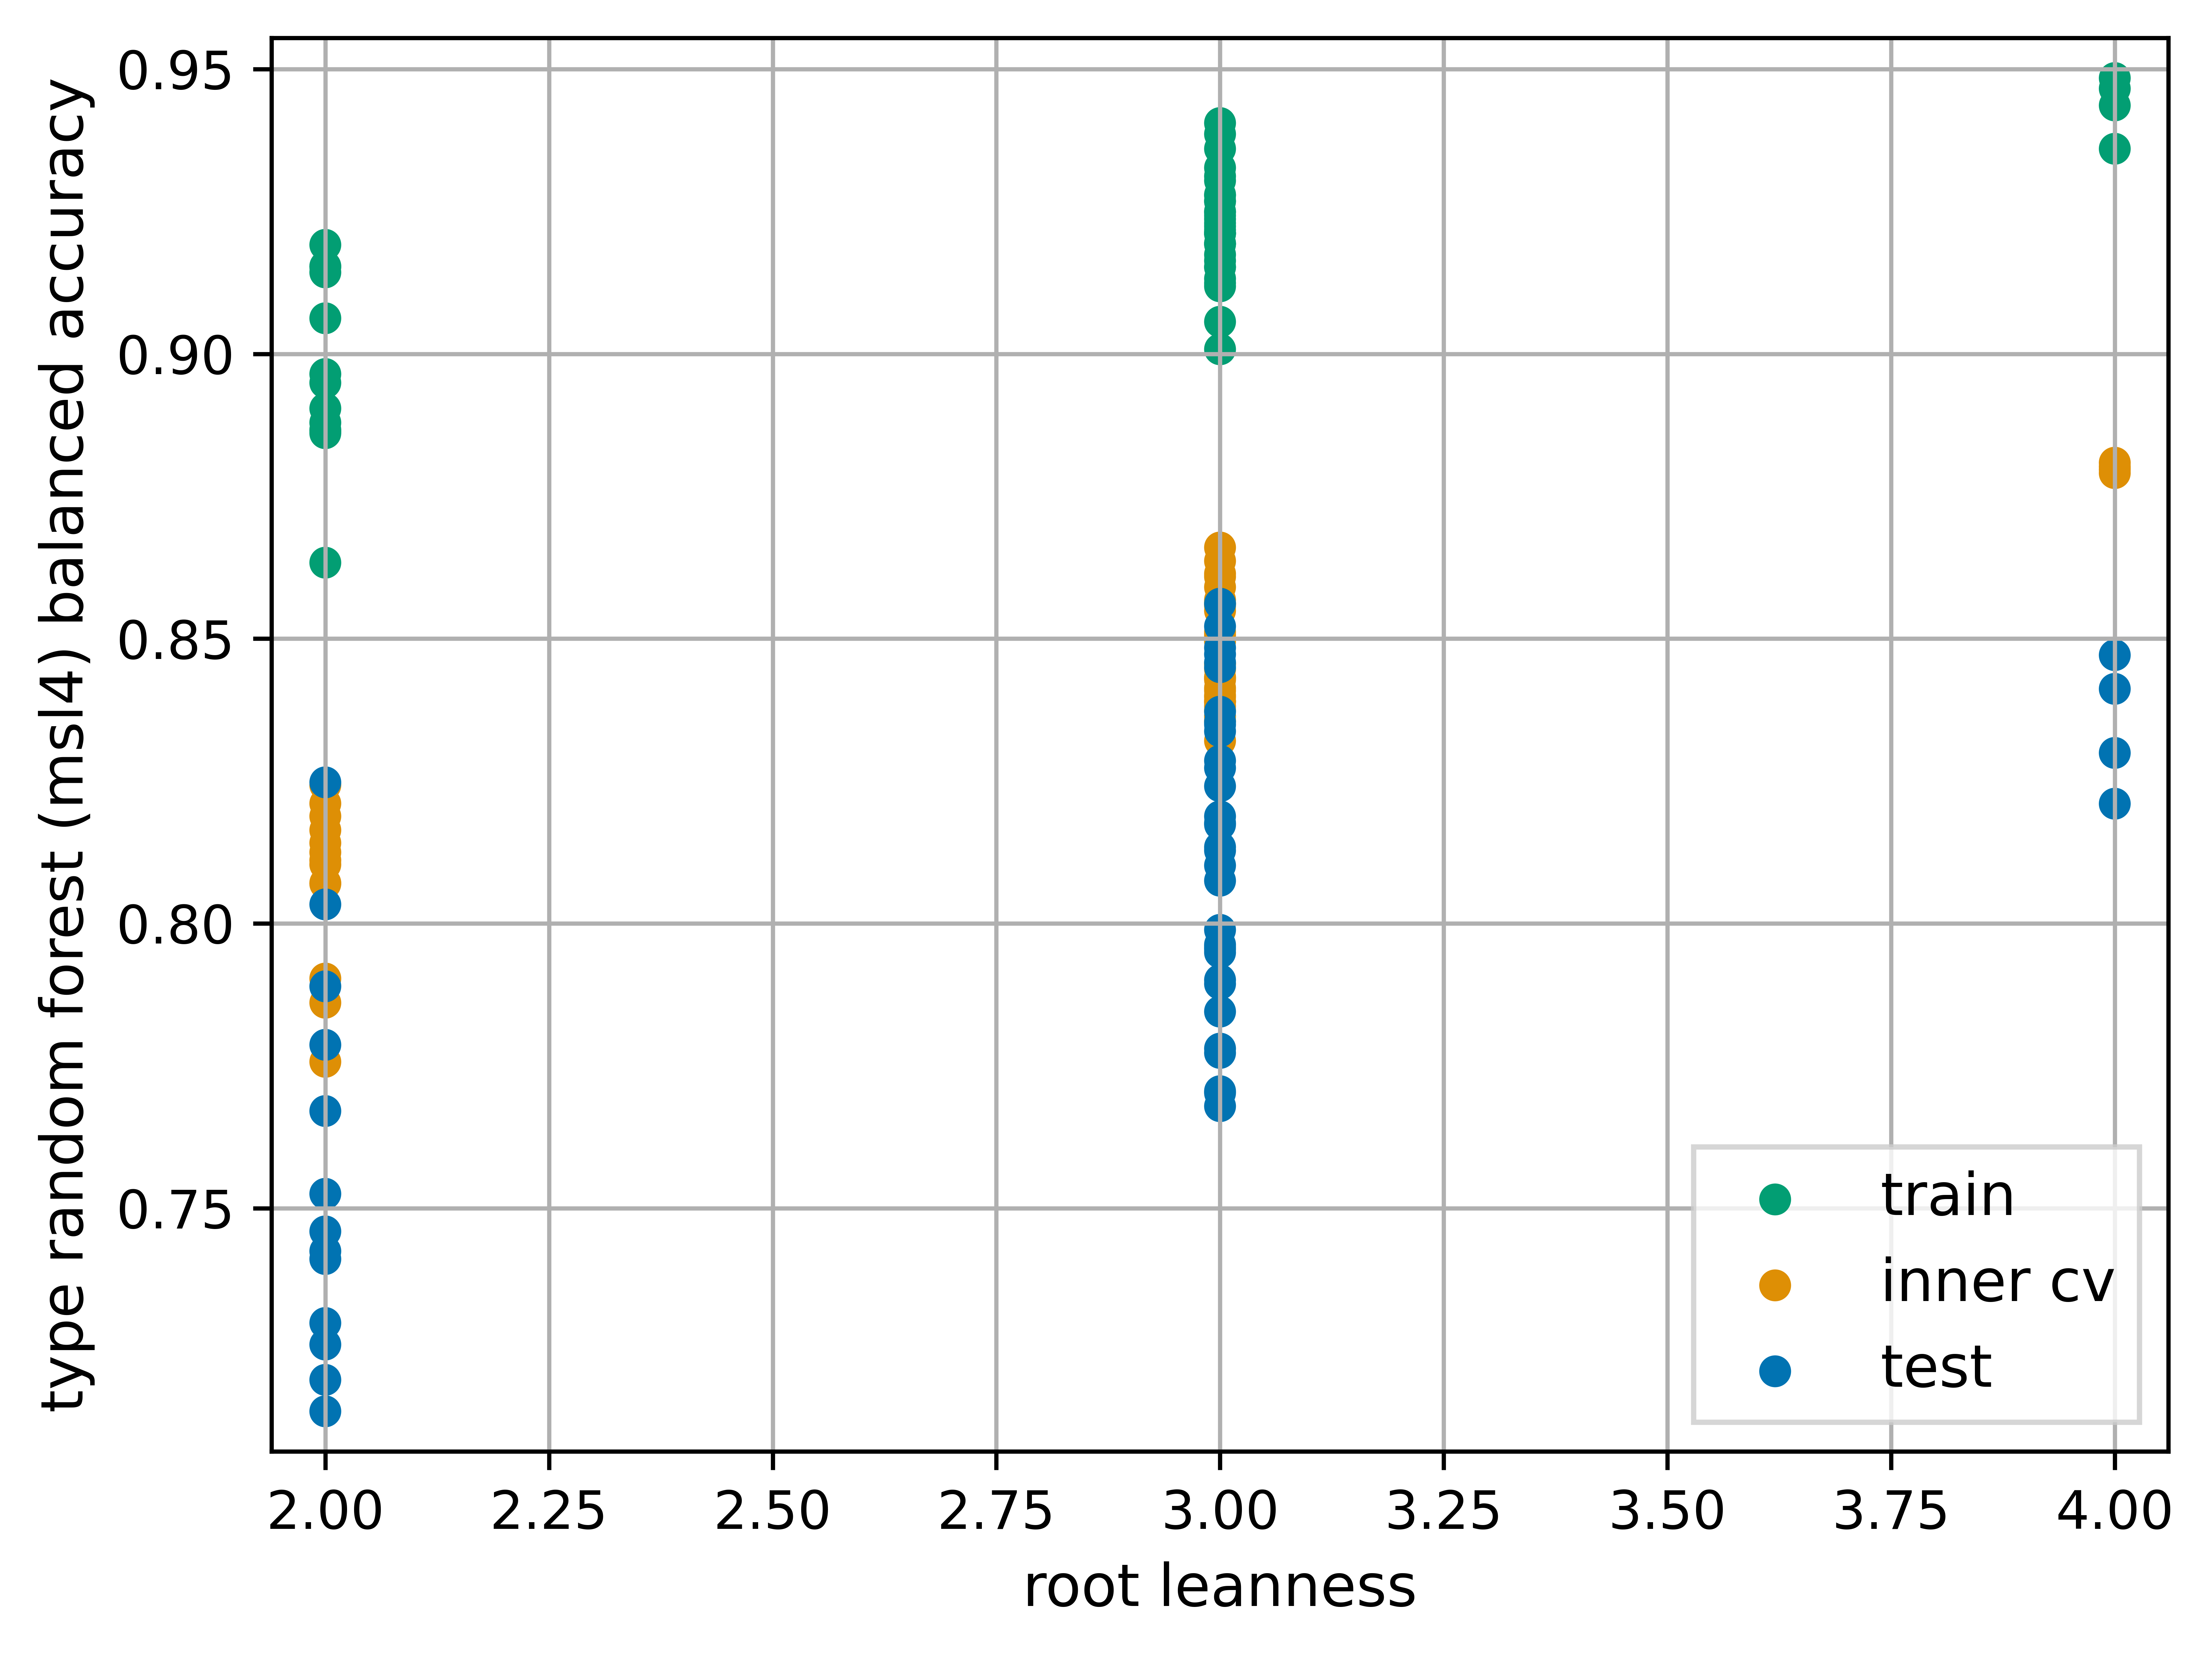 type random forest (msl4) balanced accuracy
0.95
0.90
0.85
0.80
0.75
train
inner cv
test
2.00 2.25 2.50 2.75 3.00 3.25 3.50 3.75 4.00
root leanness